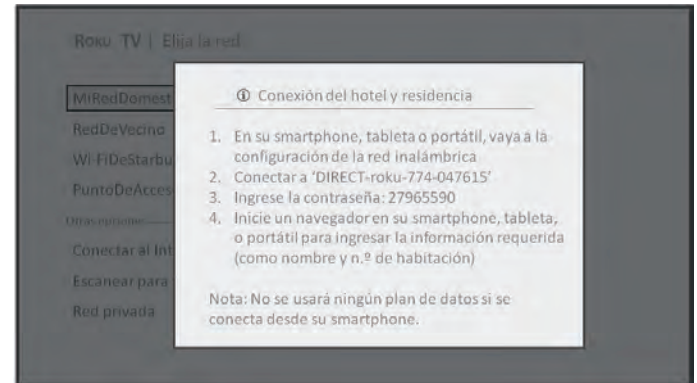 Roku TV | Elija la red
MiRedDomest
RedDeVecino
Wi-FiDeStarbu
PuntoDeAcces
Otras opciones
Conectar al Int
Escanear para
Red privada
Conexión del hotel y residencia
1. En su smartphone, tableta o portátil, vaya a la
configuración de la red inalámbrica
2. Conectar a ‘DIRECT-roku-774-047615’
3. Ingrese la contraseña: 27965590
4. Inicie un navegador en su smartphone, tableta,
o portátil para ingresar la información requerida
(como nombre y n.º de habitación)
Nota: No se usará ningún plan de datos si se
conecta desde su smartphone.